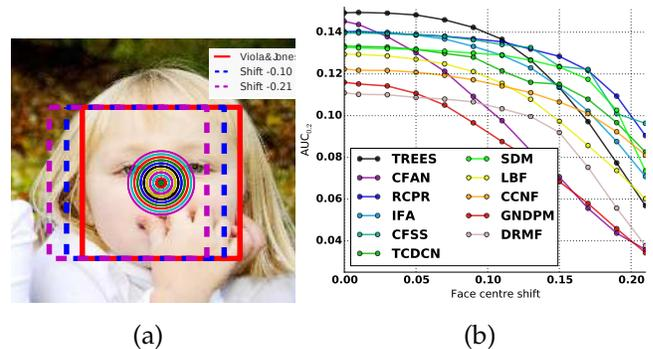 Viola&Jones
Shift -0.10
Shift -0.21
(a)
AUC0.2
0.14
0.12
0.10
0.08
0.06
0.04
TREES
CFAN
RCPR
IFA
CFSS
TCDCN
SDM
LBF
CCNF
GNDPM
DRMF
0.00 0.05 0.10 0.15 0.20
Face centre shift
(b)